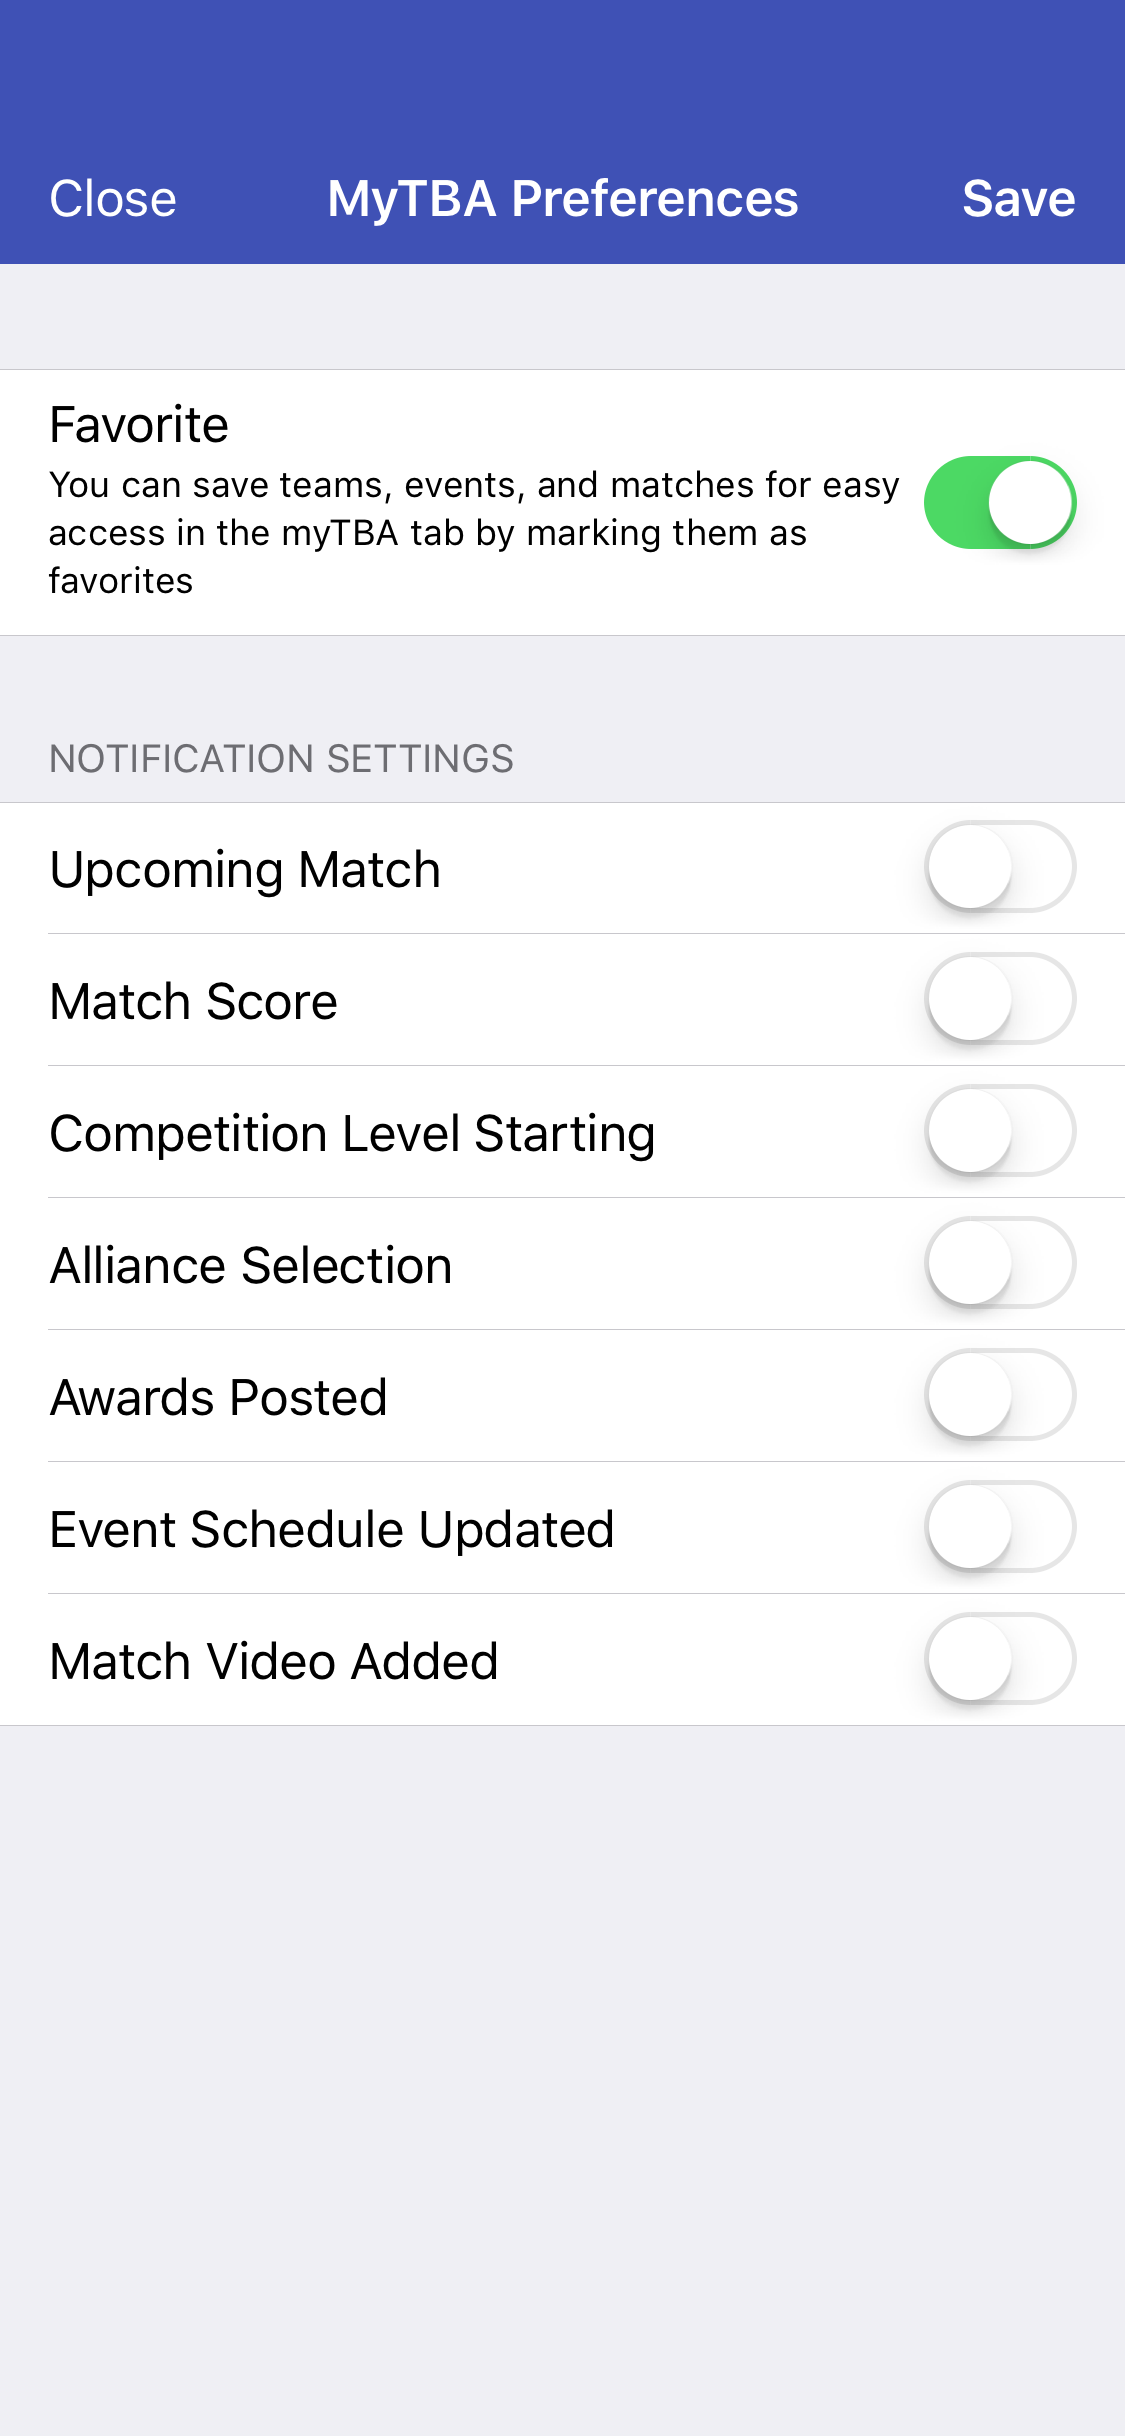 Close MyTBA Preferences Save
Favorite
You can save teams, events, and matches for easy
access in the myTBA tab by marking them as
favorites
NOTIFICATION SETTINGS
Upcoming Match
Match Score
Competition Level Starting
Alliance Selection
Awards Posted
Event Schedule Updated
Match Video Added